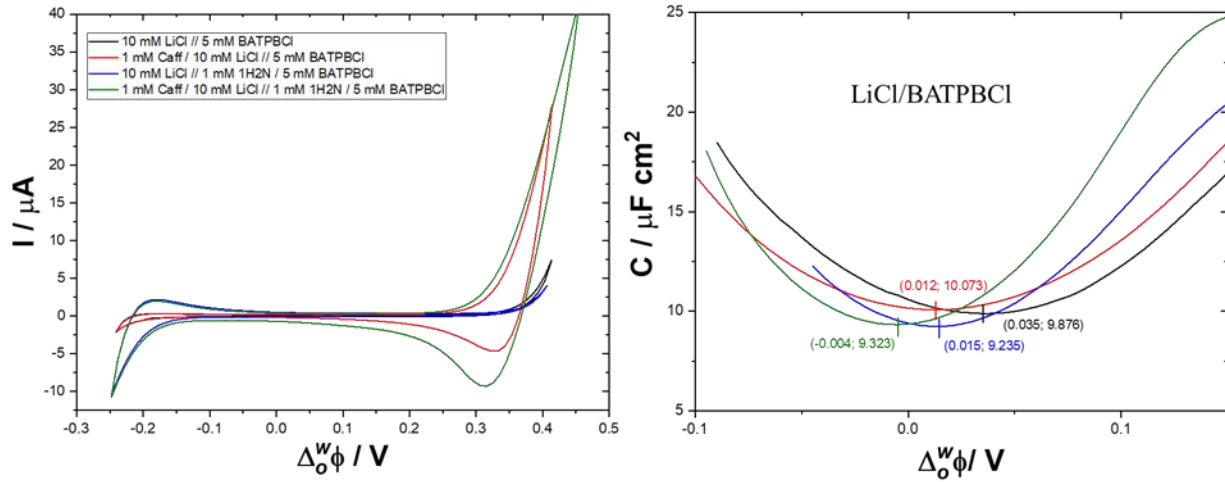 40
35
30
25
20
15
10
5
0
-5
-10
I / μA
10 mM LiCl // 5 mM BATPBCl
1 mM Caff / 10 mM LiCl // 5 mM BATPBCl
10 mM LiCl // 1 mM 1H2N / 5 mM BATPBCl
1 mM Caff / 10 mM LiCl // 1 mM 1H2N / 5 mM BATPBCl
-0.3 -0.2 -0.1 0.0 0.1 0.2 0.3 0.4 0.5
Δ_o^w ϕ / V
25
20
15
10
5
C / μF cm²
LiCl/BATPBCl
(0.012; 10.073)
(0.035; 9.876)
(-0.004; 9.323)
(0.015; 9.235)
-0.1 0.0 0.1
Δ_o^w ϕ/ V